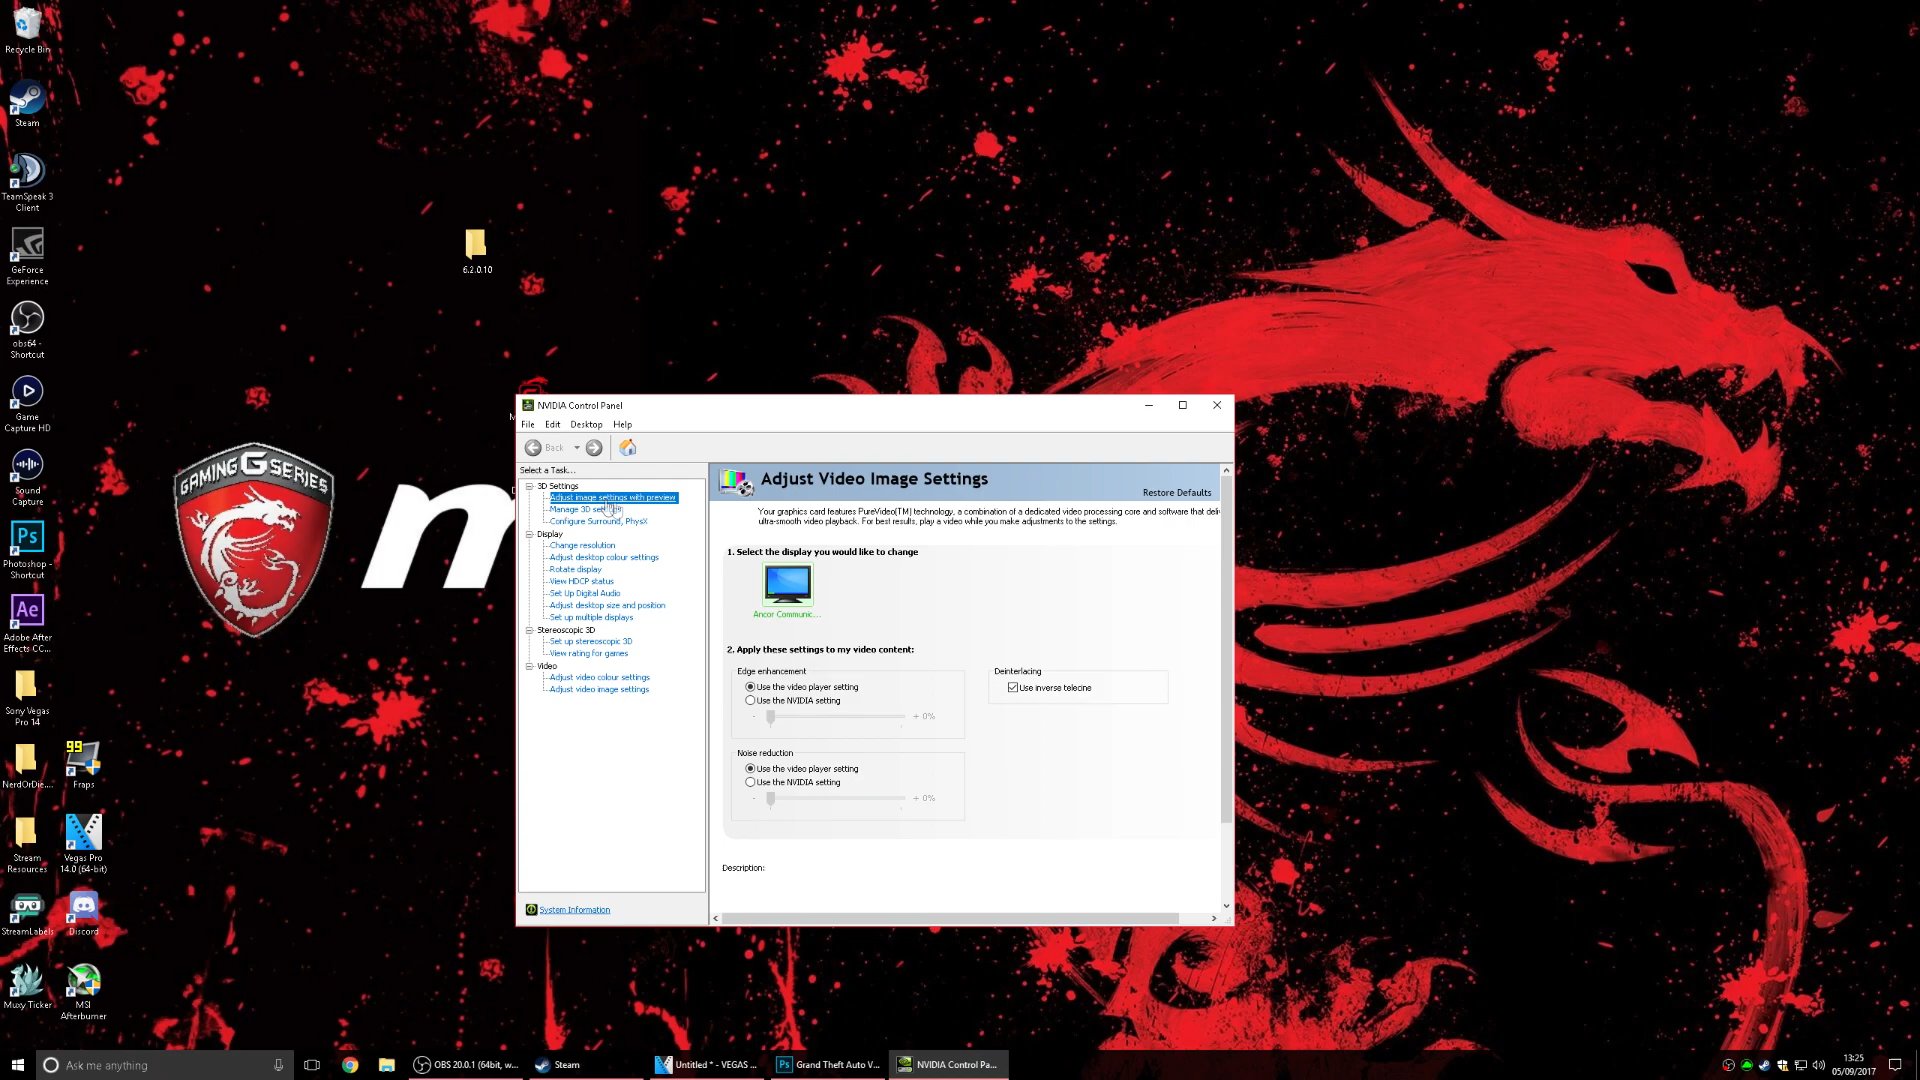 Recycle Bin
Steam
TeamSpeak 3
Client
GeForce
Experience
obs64 -
Shortcut
Game
Capture HD
Sound
Capture
Ps
Photoshop -
Shortcut
Ae
Adobe After
Effects CC...
Sony Vegas
Pro 14
NerdOrDie....
99
Fraps
Stream
Resources
Vegas Pro
14.0 (64-bit)
StreamLabels
Discord
Muxy Ticker
MSI
Afterburner
6.2.0.10
GAMING G SERIES
m
NVIDIA Control Panel
File Edit Desktop Help
Back
Select a Task...
3D Settings
Adjust image settings with preview
Manage 3D
Configure Surround, PhysX
Display
Change resolution
Adjust desktop colour settings
Rotate display
View HDCP status
Set Up Digital Audio
Adjust desktop size and position
Set up multiple displays
Stereoscopic 3D
Set up stereoscopic 3D
View rating for games
Video
Adjust video colour settings
Adjust video image settings
System Information
Adjust Video Image Settings
Restore Defaults
Your graphics card features PureVideo(TM) technology, a combination of a dedicated video processing core and software that deli
ultra-smooth video playback. For best results, play a video while you make adjustments to the settings.
1. Select the display you would like to change
Ancor Communic...
2. Apply these settings to my video content:
Edge enhancement
Use the video player setting
Use the NVIDIA setting
- + 0%
Deinterlacing
Use inverse telecine
Noise reduction
Use the video player setting
Use the NVIDIA setting
- + 0%
Description:
Ask me anything
OBS 20.0.1 (64bit, w...
Steam
Untitled * - VEGAS ...
Ps
Grand Theft Auto V...
NVIDIA Control Pa...
13:25
05/09/2017